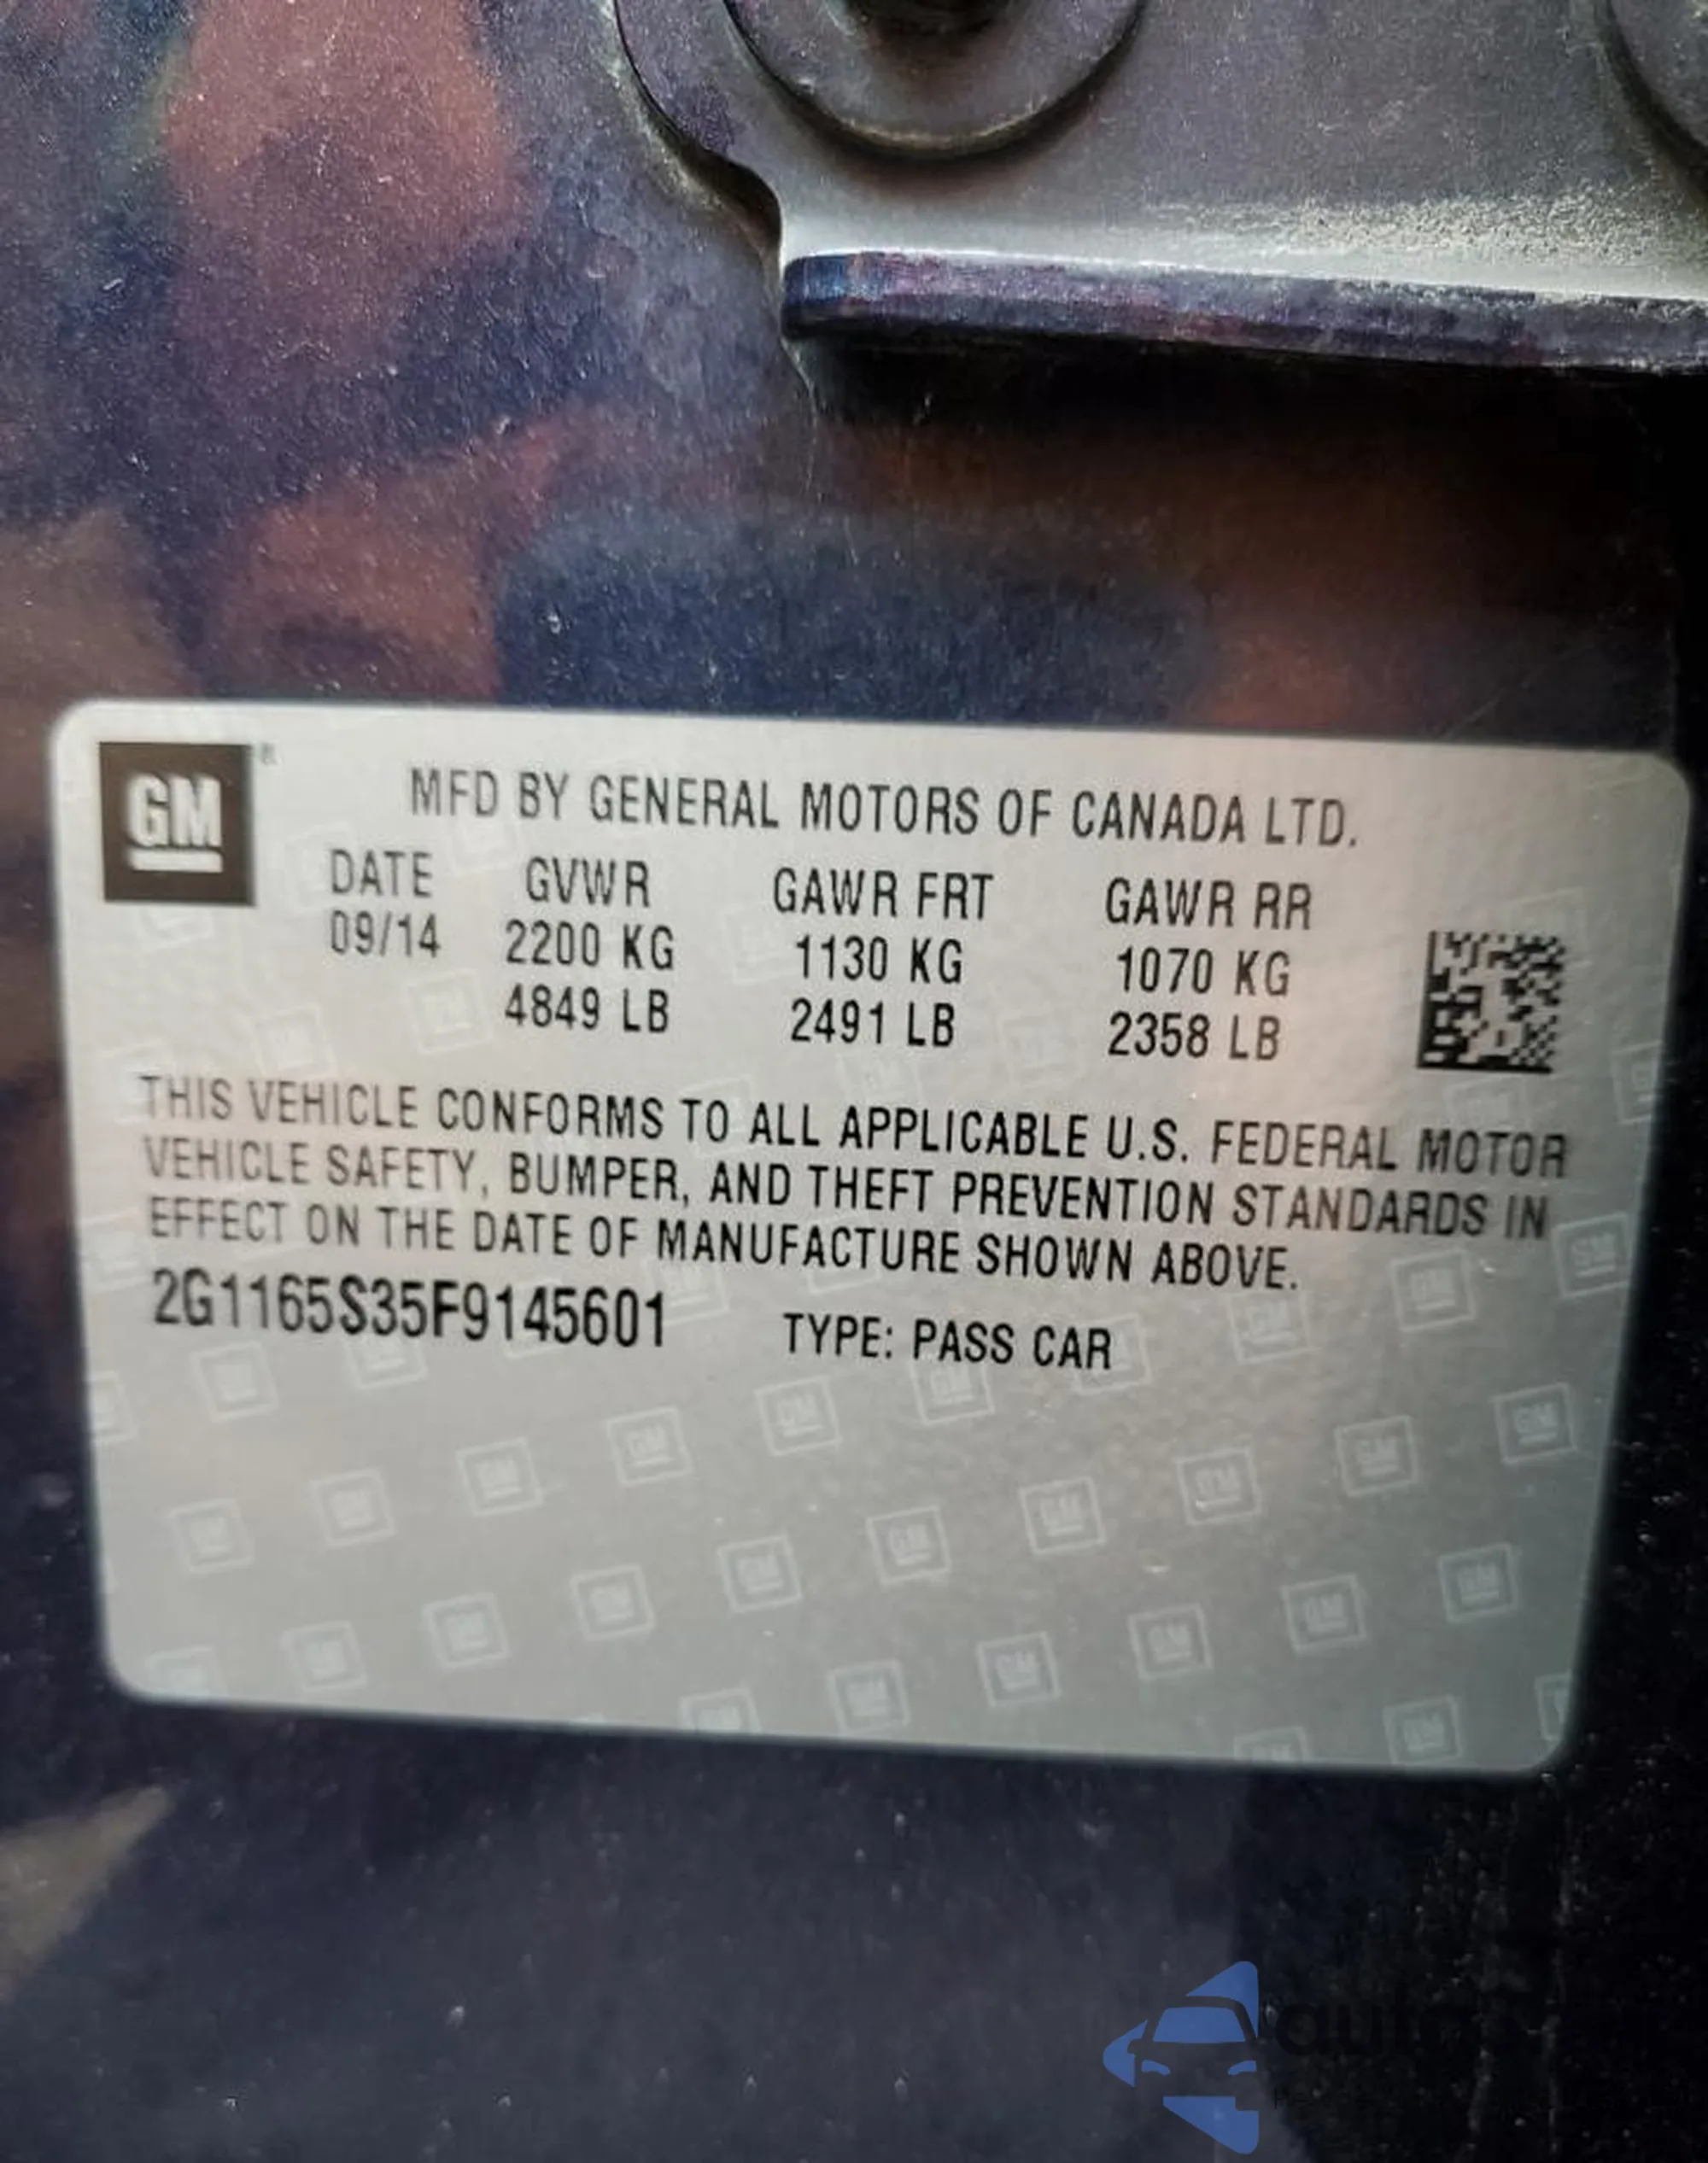 GM ®
MFD BY GENERAL MOTORS OF CANADA LTD.
DATE GVWR GAWR FRT GAWR RR
09/14 2200 KG 1130 KG 1070 KG
4849 LB 2491 LB 2358 LB
THIS VEHICLE CONFORMS TO ALL APPLICABLE U.S. FEDERAL MOTOR
VEHICLE SAFETY, BUMPER, AND THEFT PREVENTION STANDARDS IN
EFFECT ON THE DATE OF MANUFACTURE SHOWN ABOVE.
2G1165S35F9145601 TYPE: PASS CAR